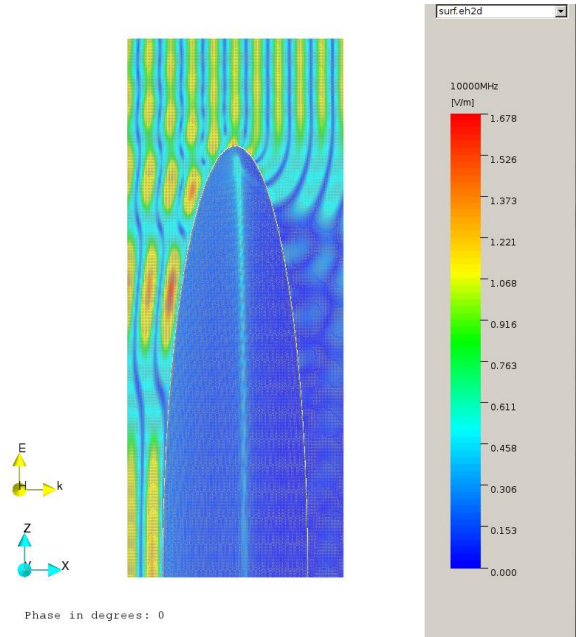 surf.eh2d
10000MHz
[V/m]
1.678
1.526
1.373
1.221
1.068
0.916
0.763
0.611
0.458
0.306
0.153
0.000
E
H
k
Z
Y
X
Phase in degrees: 0